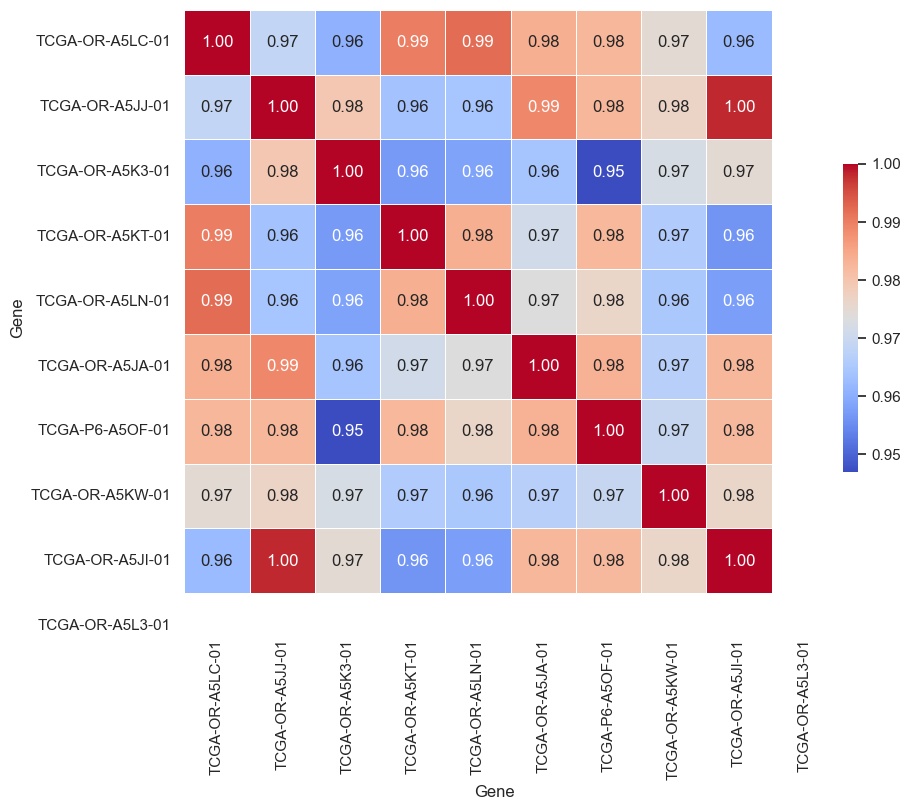 TCGA-OR-A5LC-01 1.00 0.97 0.96 0.99 0.99 0.98 0.98 0.97 0.96
TCGA-OR-A5JJ-01 0.97 1.00 0.98 0.96 0.96 0.99 0.98 0.98 1.00
TCGA-OR-A5K3-01 0.96 0.98 1.00 0.96 0.96 0.96 0.95 0.97 0.97
TCGA-OR-A5KT-01 0.99 0.96 0.96 1.00 0.98 0.97 0.98 0.97 0.96
TCGA-OR-A5LN-01 0.99 0.96 0.96 0.98 1.00 0.97 0.98 0.96 0.96
TCGA-OR-A5JA-01 0.98 0.99 0.96 0.97 0.97 1.00 0.98 0.97 0.98
TCGA-P6-A5OF-01 0.98 0.98 0.95 0.98 0.98 0.98 1.00 0.97 0.98
TCGA-OR-A5KW-01 0.97 0.98 0.97 0.97 0.96 0.97 0.97 1.00 0.98
TCGA-OR-A5JI-01 0.96 1.00 0.97 0.96 0.96 0.98 0.98 0.98 1.00
TCGA-OR-A5L3-01
Gene
TCGA-OR-A5LC-01
TCGA-OR-A5JJ-01
TCGA-OR-A5K3-01
TCGA-OR-A5KT-01
TCGA-OR-A5LN-01
TCGA-OR-A5JA-01
TCGA-P6-A5OF-01
TCGA-OR-A5KW-01
TCGA-OR-A5JI-01
TCGA-OR-A5L3-01
Gene
1.00
0.99
0.98
0.97
0.96
0.95